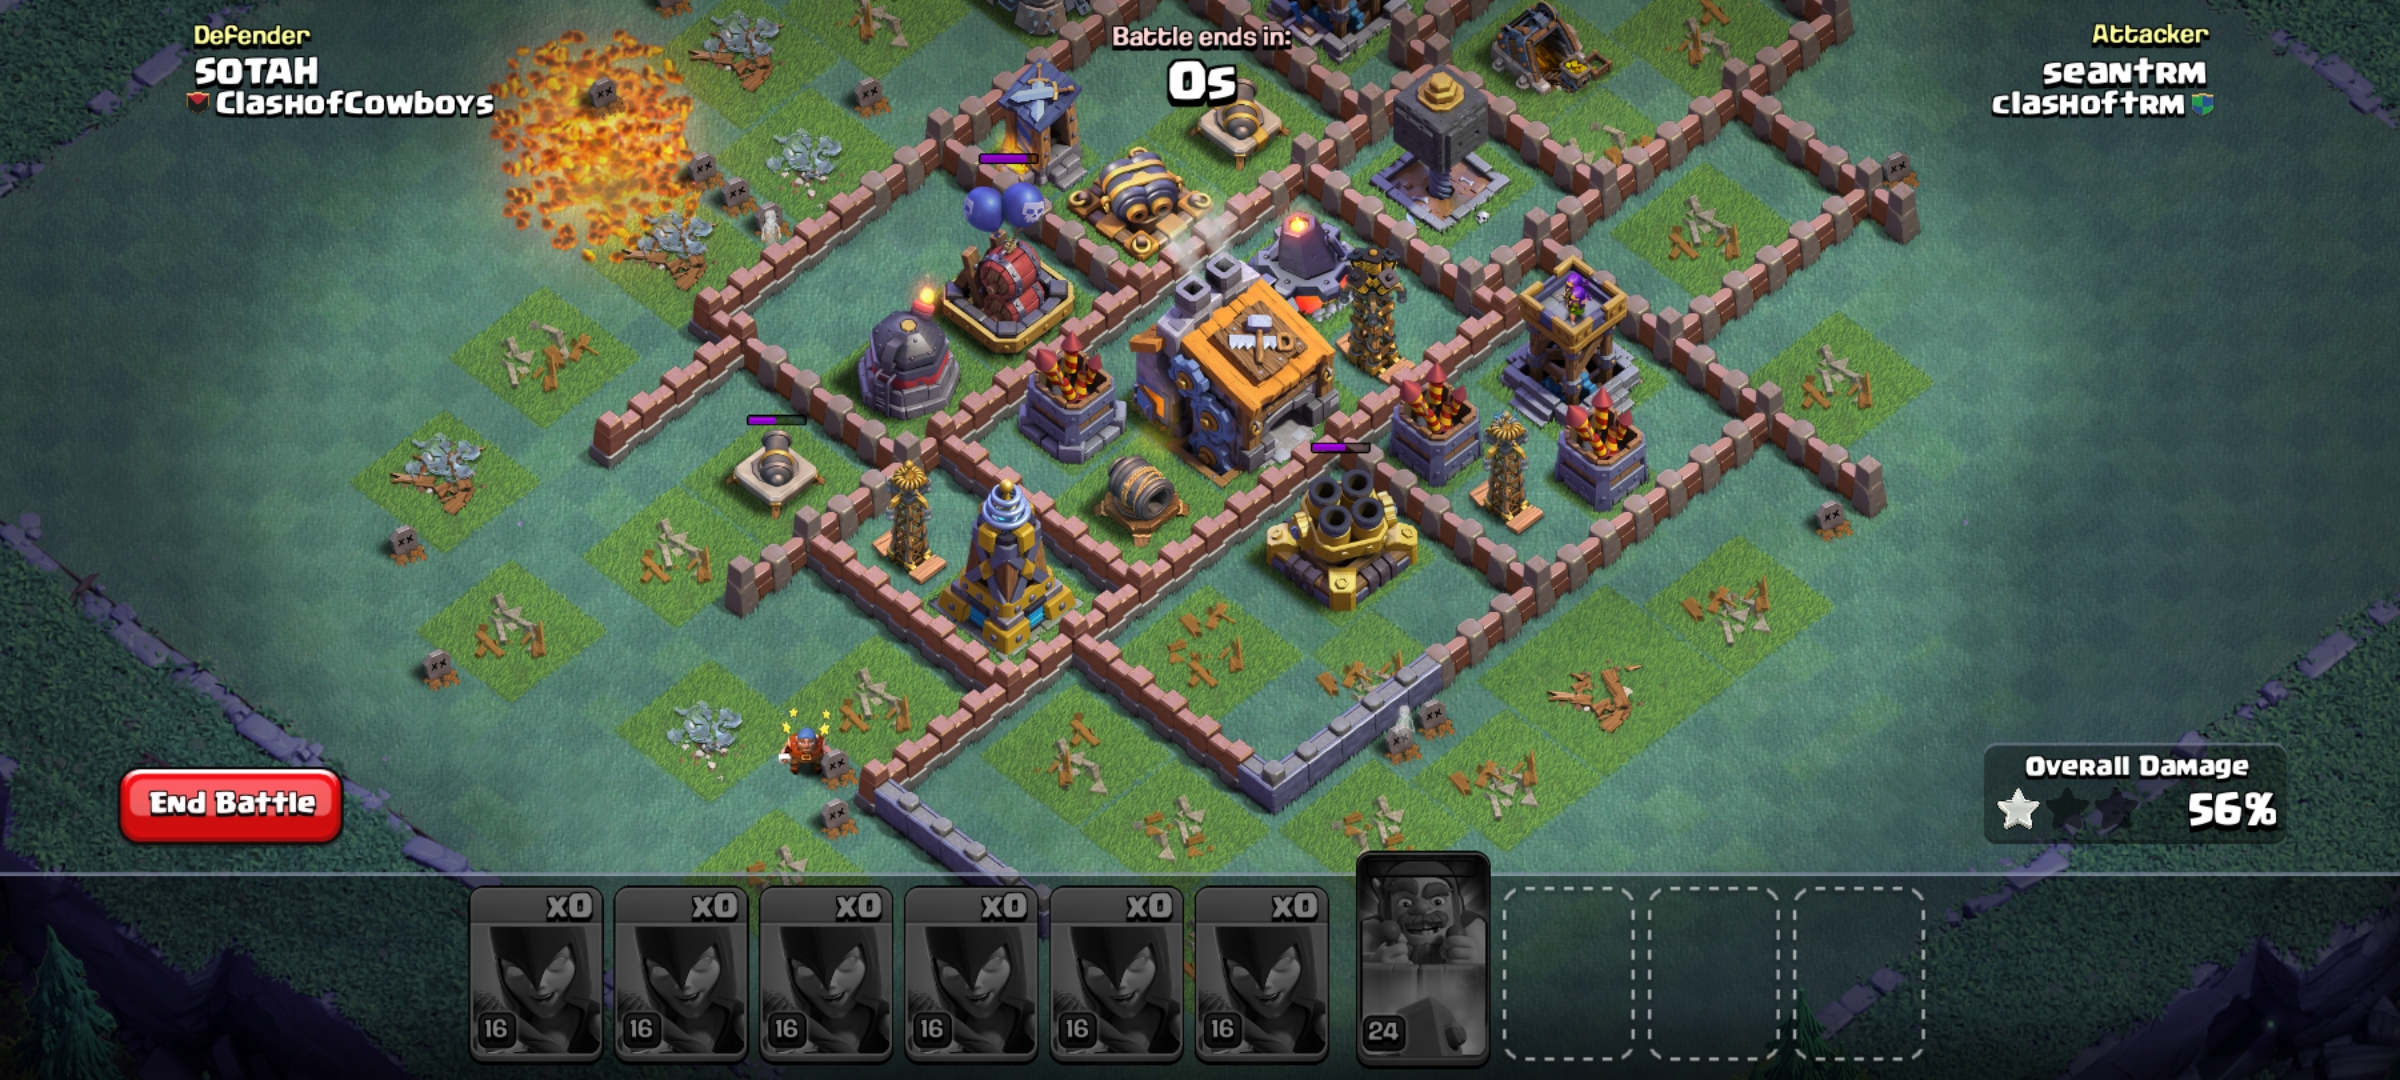 Defender
SOTAH
ClashofCowboys
Battle ends in:
0s
Attacker
seantRM
clashoftRM
End Battle
Overall Damage
56%
x0 x0 x0 x0 x0 x0
16 16 16 16 16 16 24